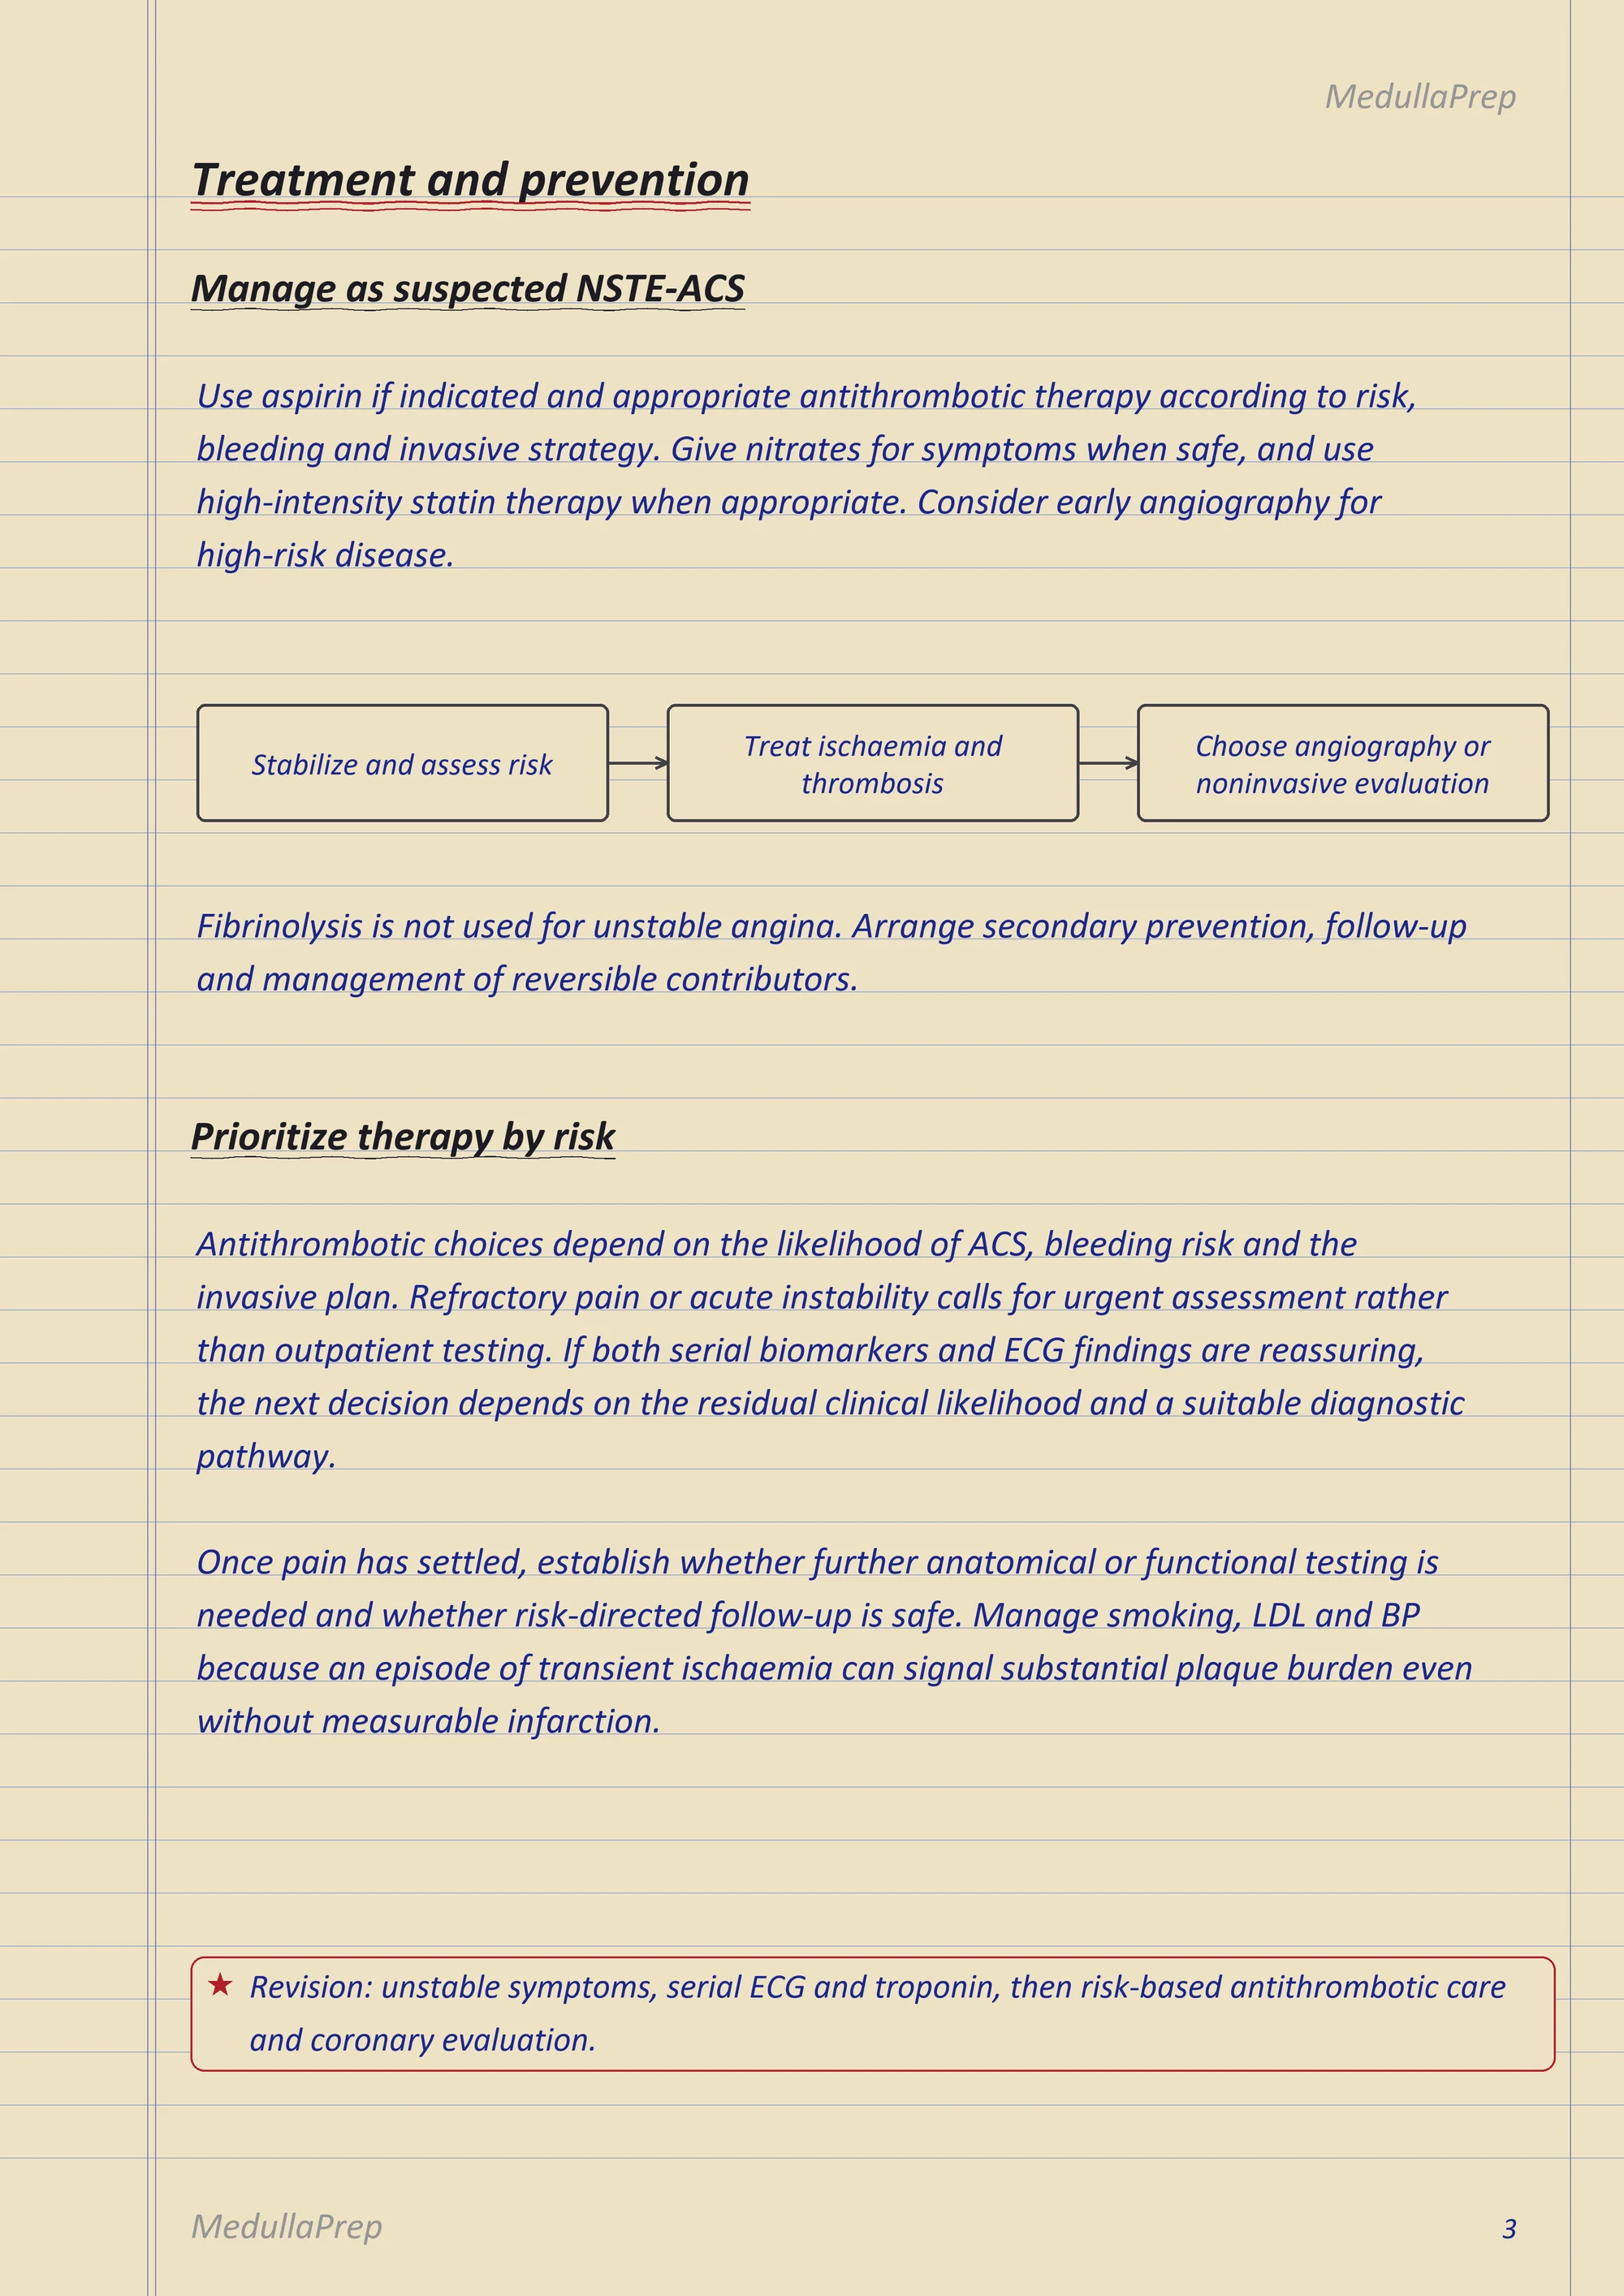 MedullaPrep
Treatment and prevention
Manage as suspected NSTE-ACS
Use aspirin if indicated and appropriate antithrombotic therapy according to risk,
bleeding and invasive strategy. Give nitrates for symptoms when safe, and use
high-intensity statin therapy when appropriate. Consider early angiography for
high-risk disease.
Stabilize and assess risk
Treat ischaemia and
thrombosis
Choose angiography or
noninvasive evaluation
Fibrinolysis is not used for unstable angina. Arrange secondary prevention, follow-up
and management of reversible contributors.
Prioritize therapy by risk
Antithrombotic choices depend on the likelihood of ACS, bleeding risk and the
invasive plan. Refractory pain or acute instability calls for urgent assessment rather
than outpatient testing. If both serial biomarkers and ECG findings are reassuring,
the next decision depends on the residual clinical likelihood and a suitable diagnostic
pathway.
Once pain has settled, establish whether further anatomical or functional testing is
needed and whether risk-directed follow-up is safe. Manage smoking, LDL and BP
because an episode of transient ischaemia can signal substantial plaque burden even
without measurable infarction.
★ Revision: unstable symptoms, serial ECG and troponin, then risk-based antithrombotic care
and coronary evaluation.
MedullaPrep
3